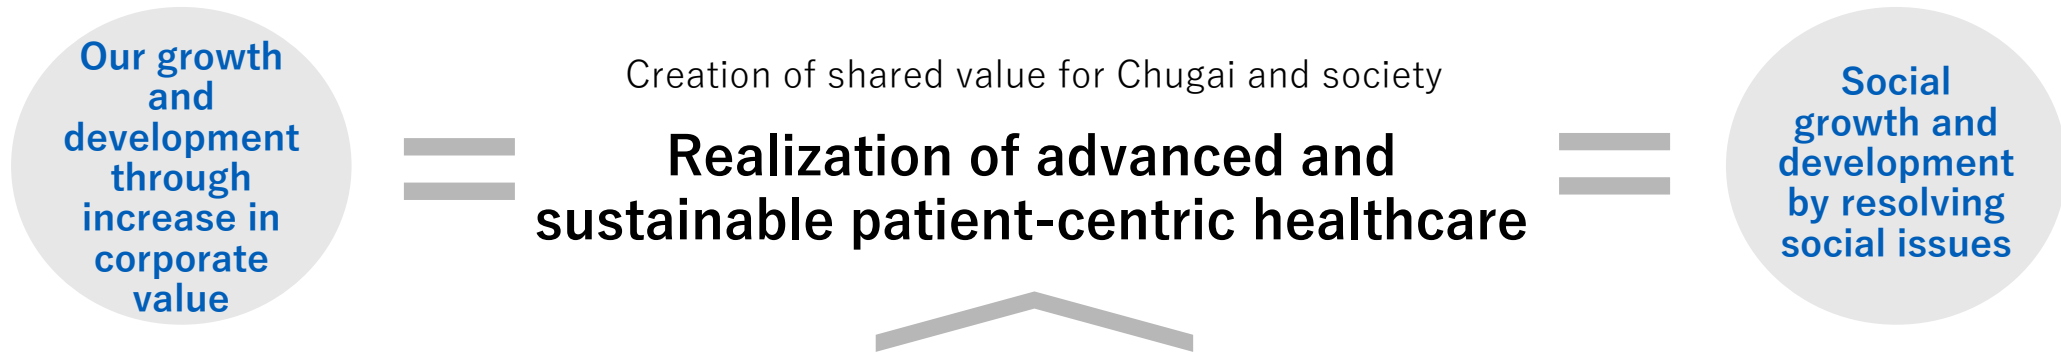 Our growth
and
development
through
increase in
corporate
value
Creation of shared value for Chugai and society
Realization of advanced and
sustainable patient-centric healthcare
Social
growth and
development
by resolving
social issues